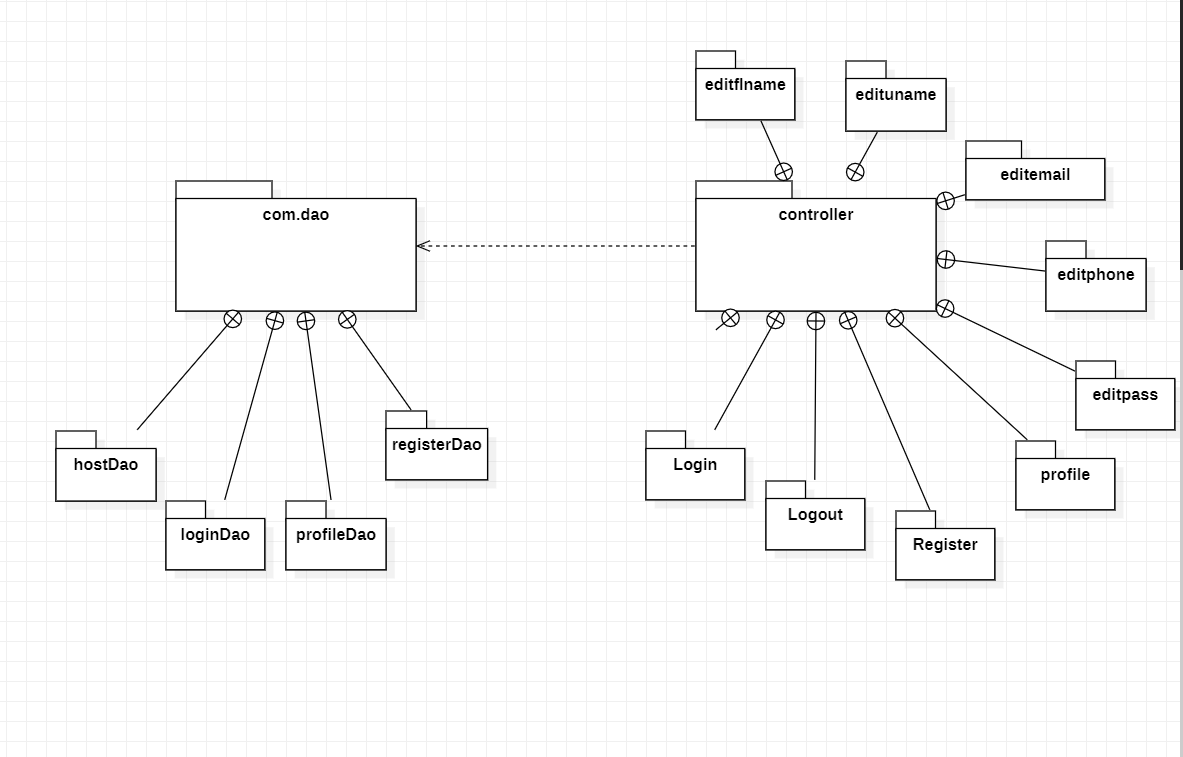 editflname
edituname
editemail
com.dao
controller
editphone
editpass
registerDao
hostDao
Login
profile
loginDao
profileDao
Logout
Register